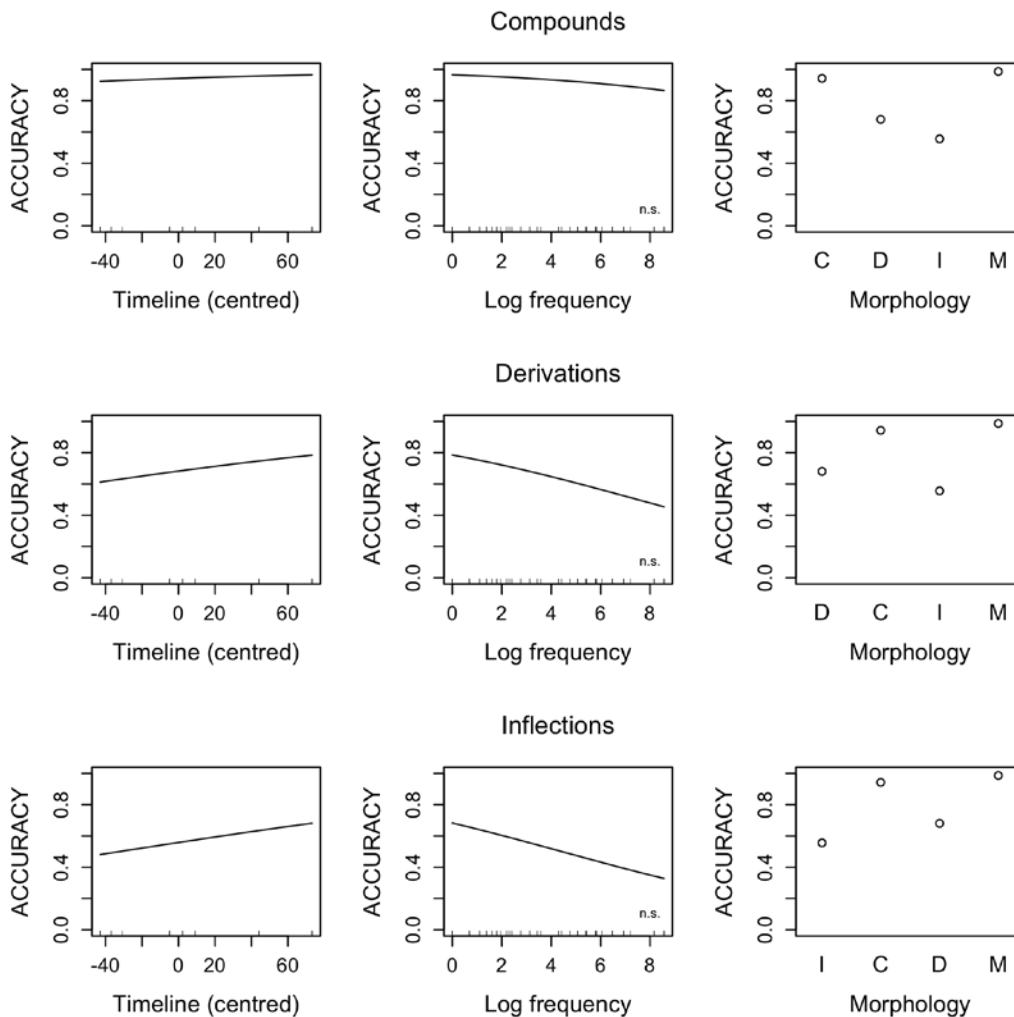 Compounds
ACCURACY
0.0 0.4 0.8
-40 0 20 60
Timeline (centred)
ACCURACY
0.0 0.4 0.8
n.s.
0 2 4 6 8
Log frequency
ACCURACY
0.0 0.4 0.8
C D I M
Morphology
Derivations
ACCURACY
0.0 0.4 0.8
-40 0 20 60
Timeline (centred)
ACCURACY
0.0 0.4 0.8
n.s.
0 2 4 6 8
Log frequency
ACCURACY
0.0 0.4 0.8
D C I M
Morphology
Inflections
ACCURACY
0.0 0.4 0.8
-40 0 20 60
Timeline (centred)
ACCURACY
0.0 0.4 0.8
n.s.
0 2 4 6 8
Log frequency
ACCURACY
0.0 0.4 0.8
I C D M
Morphology